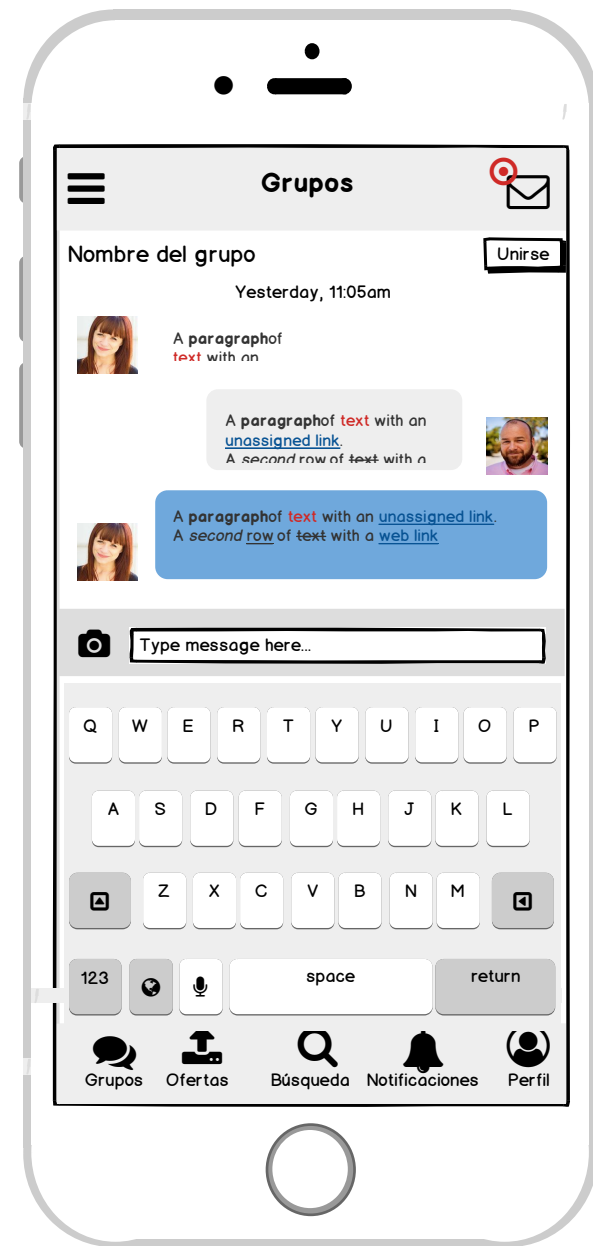 Grupos
Nombre del grupo
Unirse
Yesterday, 11:05am
A paragraphof
text with an
A paragraphof text with an
unassigned link.
A second row of text with a
A paragraphof text with an unassigned link.
A second row of text with a web link
Type message here...
Q W E R T Y U I O P
A S D F G H J K L
Z X C V B N M
123 space return
Grupos Ofertas Búsqueda Notificaciones Perfil